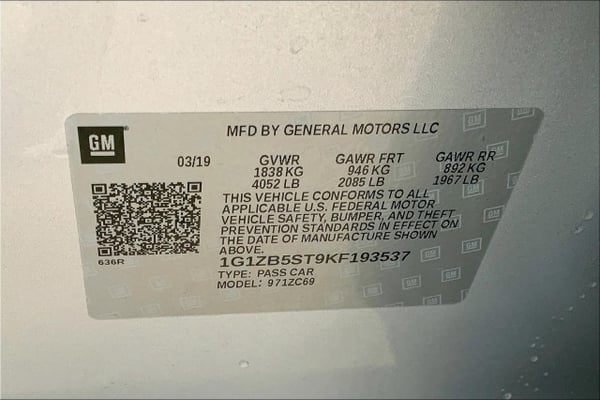 GM
MFD BY GENERAL MOTORS LLC
03/19 GVWR GAWR FRT GAWR RR
1838 KG 946 KG 892 KG
4052 LB 2085 LB 1967 LB
THIS VEHICLE CONFORMS TO ALL
APPLICABLE U.S. FEDERAL MOTOR
VEHICLE SAFETY, BUMPER, AND THEFT
PREVENTION STANDARDS IN EFFECT ON
THE DATE OF MANUFACTURE SHOWN
ABOVE.
636R
1G1ZB5ST9KF193537
TYPE: PASS CAR
MODEL: 971ZC69